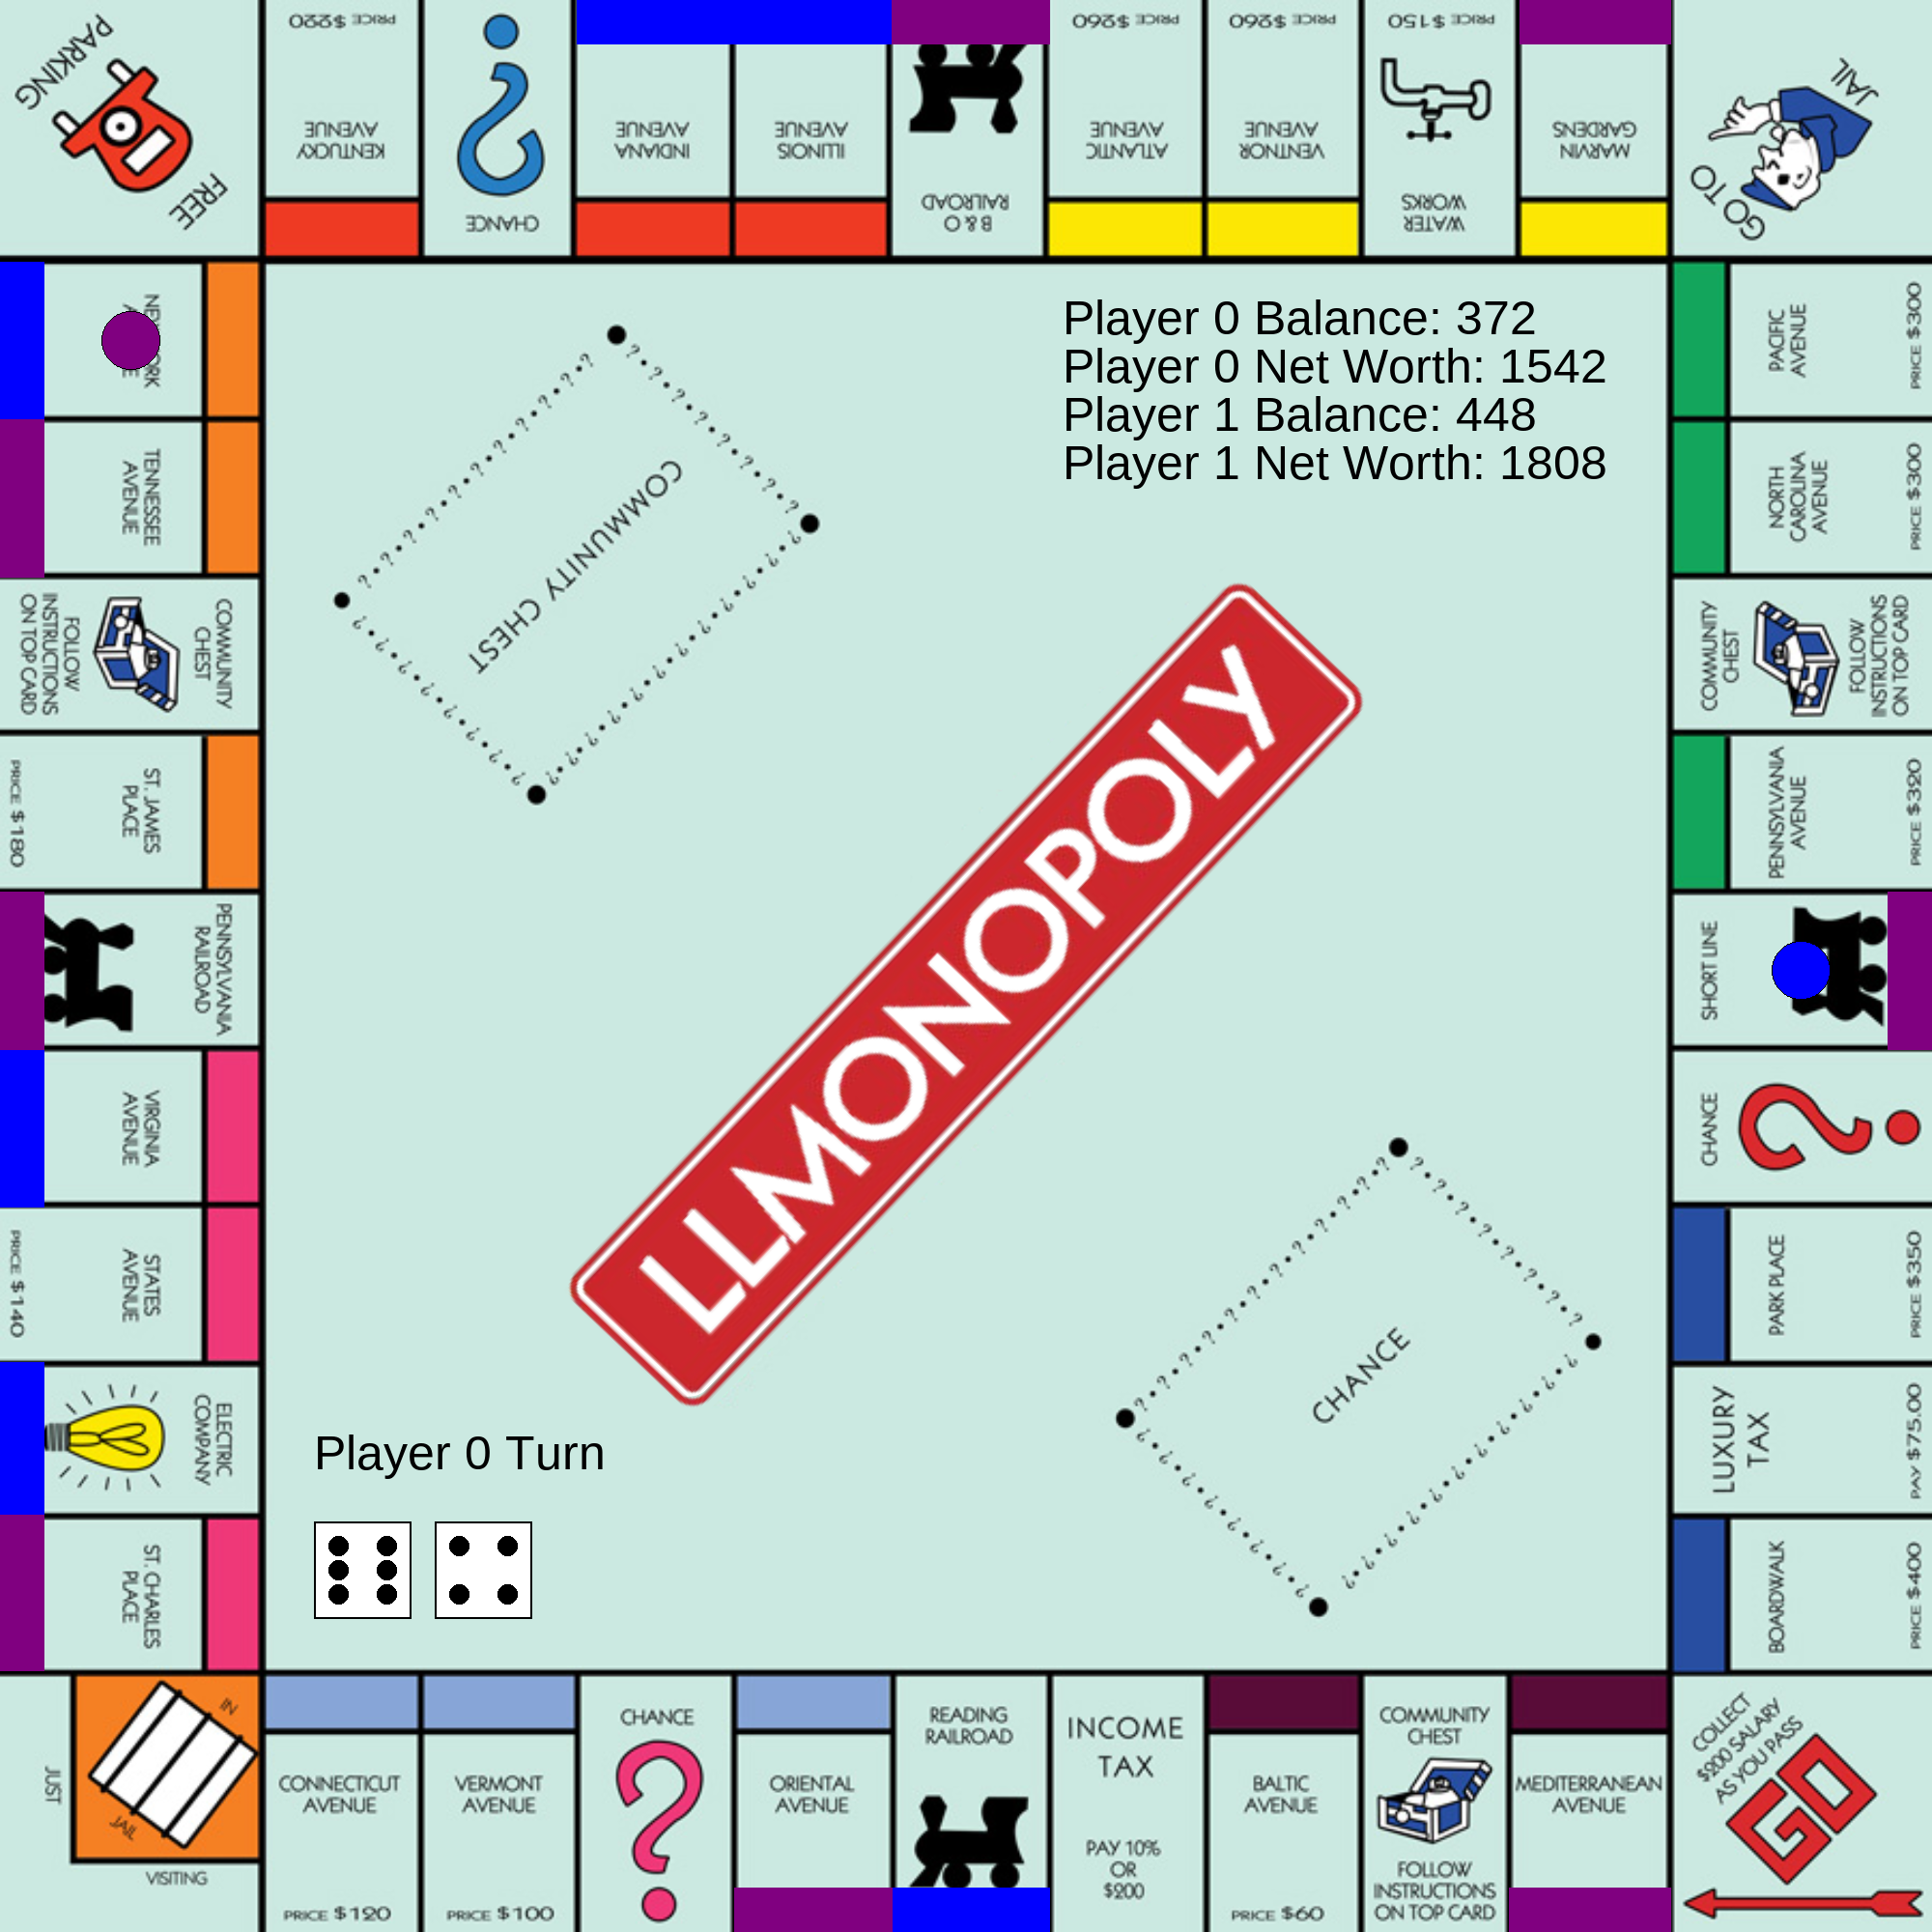 PARKING
FREE
PRICE $220
KENTUCKY
AVENUE
CHANCE
INDIANA
AVENUE
ILLINOIS
AVENUE
B & O
RAILROAD
PRICE $260
ATLANTIC
AVENUE
PRICE $260
VENTNOR
AVENUE
PRICE $150
WATER
WORKS
MARVIN
GARDENS
GO TO
JAIL
TENNESSEE
AVENUE
COMMUNITY
CHEST
FOLLOW
INSTRUCTIONS
ON TOP CARD
ST. JAMES
PLACE
PRICE $180
PENNSYLVANIA
RAILROAD
VIRGINIA
AVENUE
STATES
AVENUE
PRICE $140
ELECTRIC
COMPANY
ST. CHARLES
PLACE
Player 0 Balance: 372
Player 0 Net Worth: 1542
Player 1 Balance: 448
Player 1 Net Worth: 1808
COMMUNITY CHEST
LLMONOPOLY
CHANCE
Player 0 Turn
PACIFIC
AVENUE
PRICE $300
NORTH
CAROLINA
AVENUE
PRICE $300
COMMUNITY
CHEST
FOLLOW
INSTRUCTIONS
ON TOP CARD
PENNSYLVANIA
AVENUE
PRICE $320
SHORT LINE
CHANCE
PARK PLACE
PRICE $350
LUXURY
TAX
PAY $75.00
BOARDWALK
PRICE $400
JUST
VISITING
IN
JAIL
CONNECTICUT
AVENUE
PRICE $120
VERMONT
AVENUE
PRICE $100
CHANCE
ORIENTAL
AVENUE
READING
RAILROAD
INCOME
TAX
PAY 10%
OR
$200
BALTIC
AVENUE
PRICE $60
COMMUNITY
CHEST
FOLLOW
INSTRUCTIONS
ON TOP CARD
MEDITERRANEAN
AVENUE
COLLECT
$200 SALARY
AS YOU PASS
GO